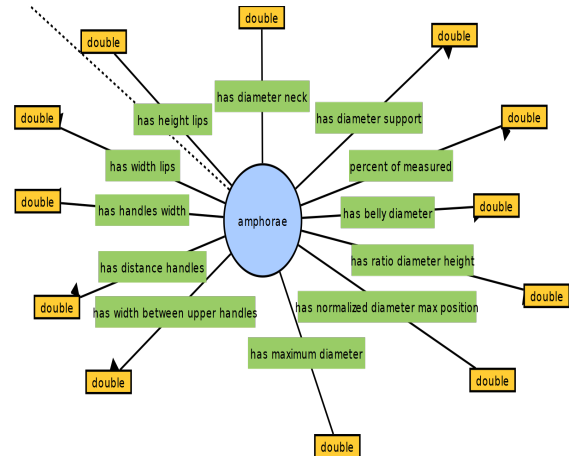 double
double
double
has diameter neck
has height lips
has diameter support
double
double
has width lips
percent of measured
double
has handles width
has belly diameter
double
amphorae
has distance handles
has ratio diameter height
double
double
has width between upper handles
has normalized diameter max position
has maximum diameter
double
double
double